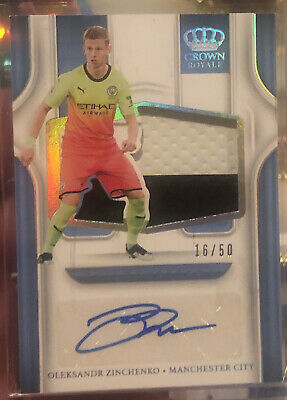 CROWN
ROYALE
ETIHAD
AIRWAYS
16/50
OLEKSANDR ZINCHENKO • MANCHESTER CITY